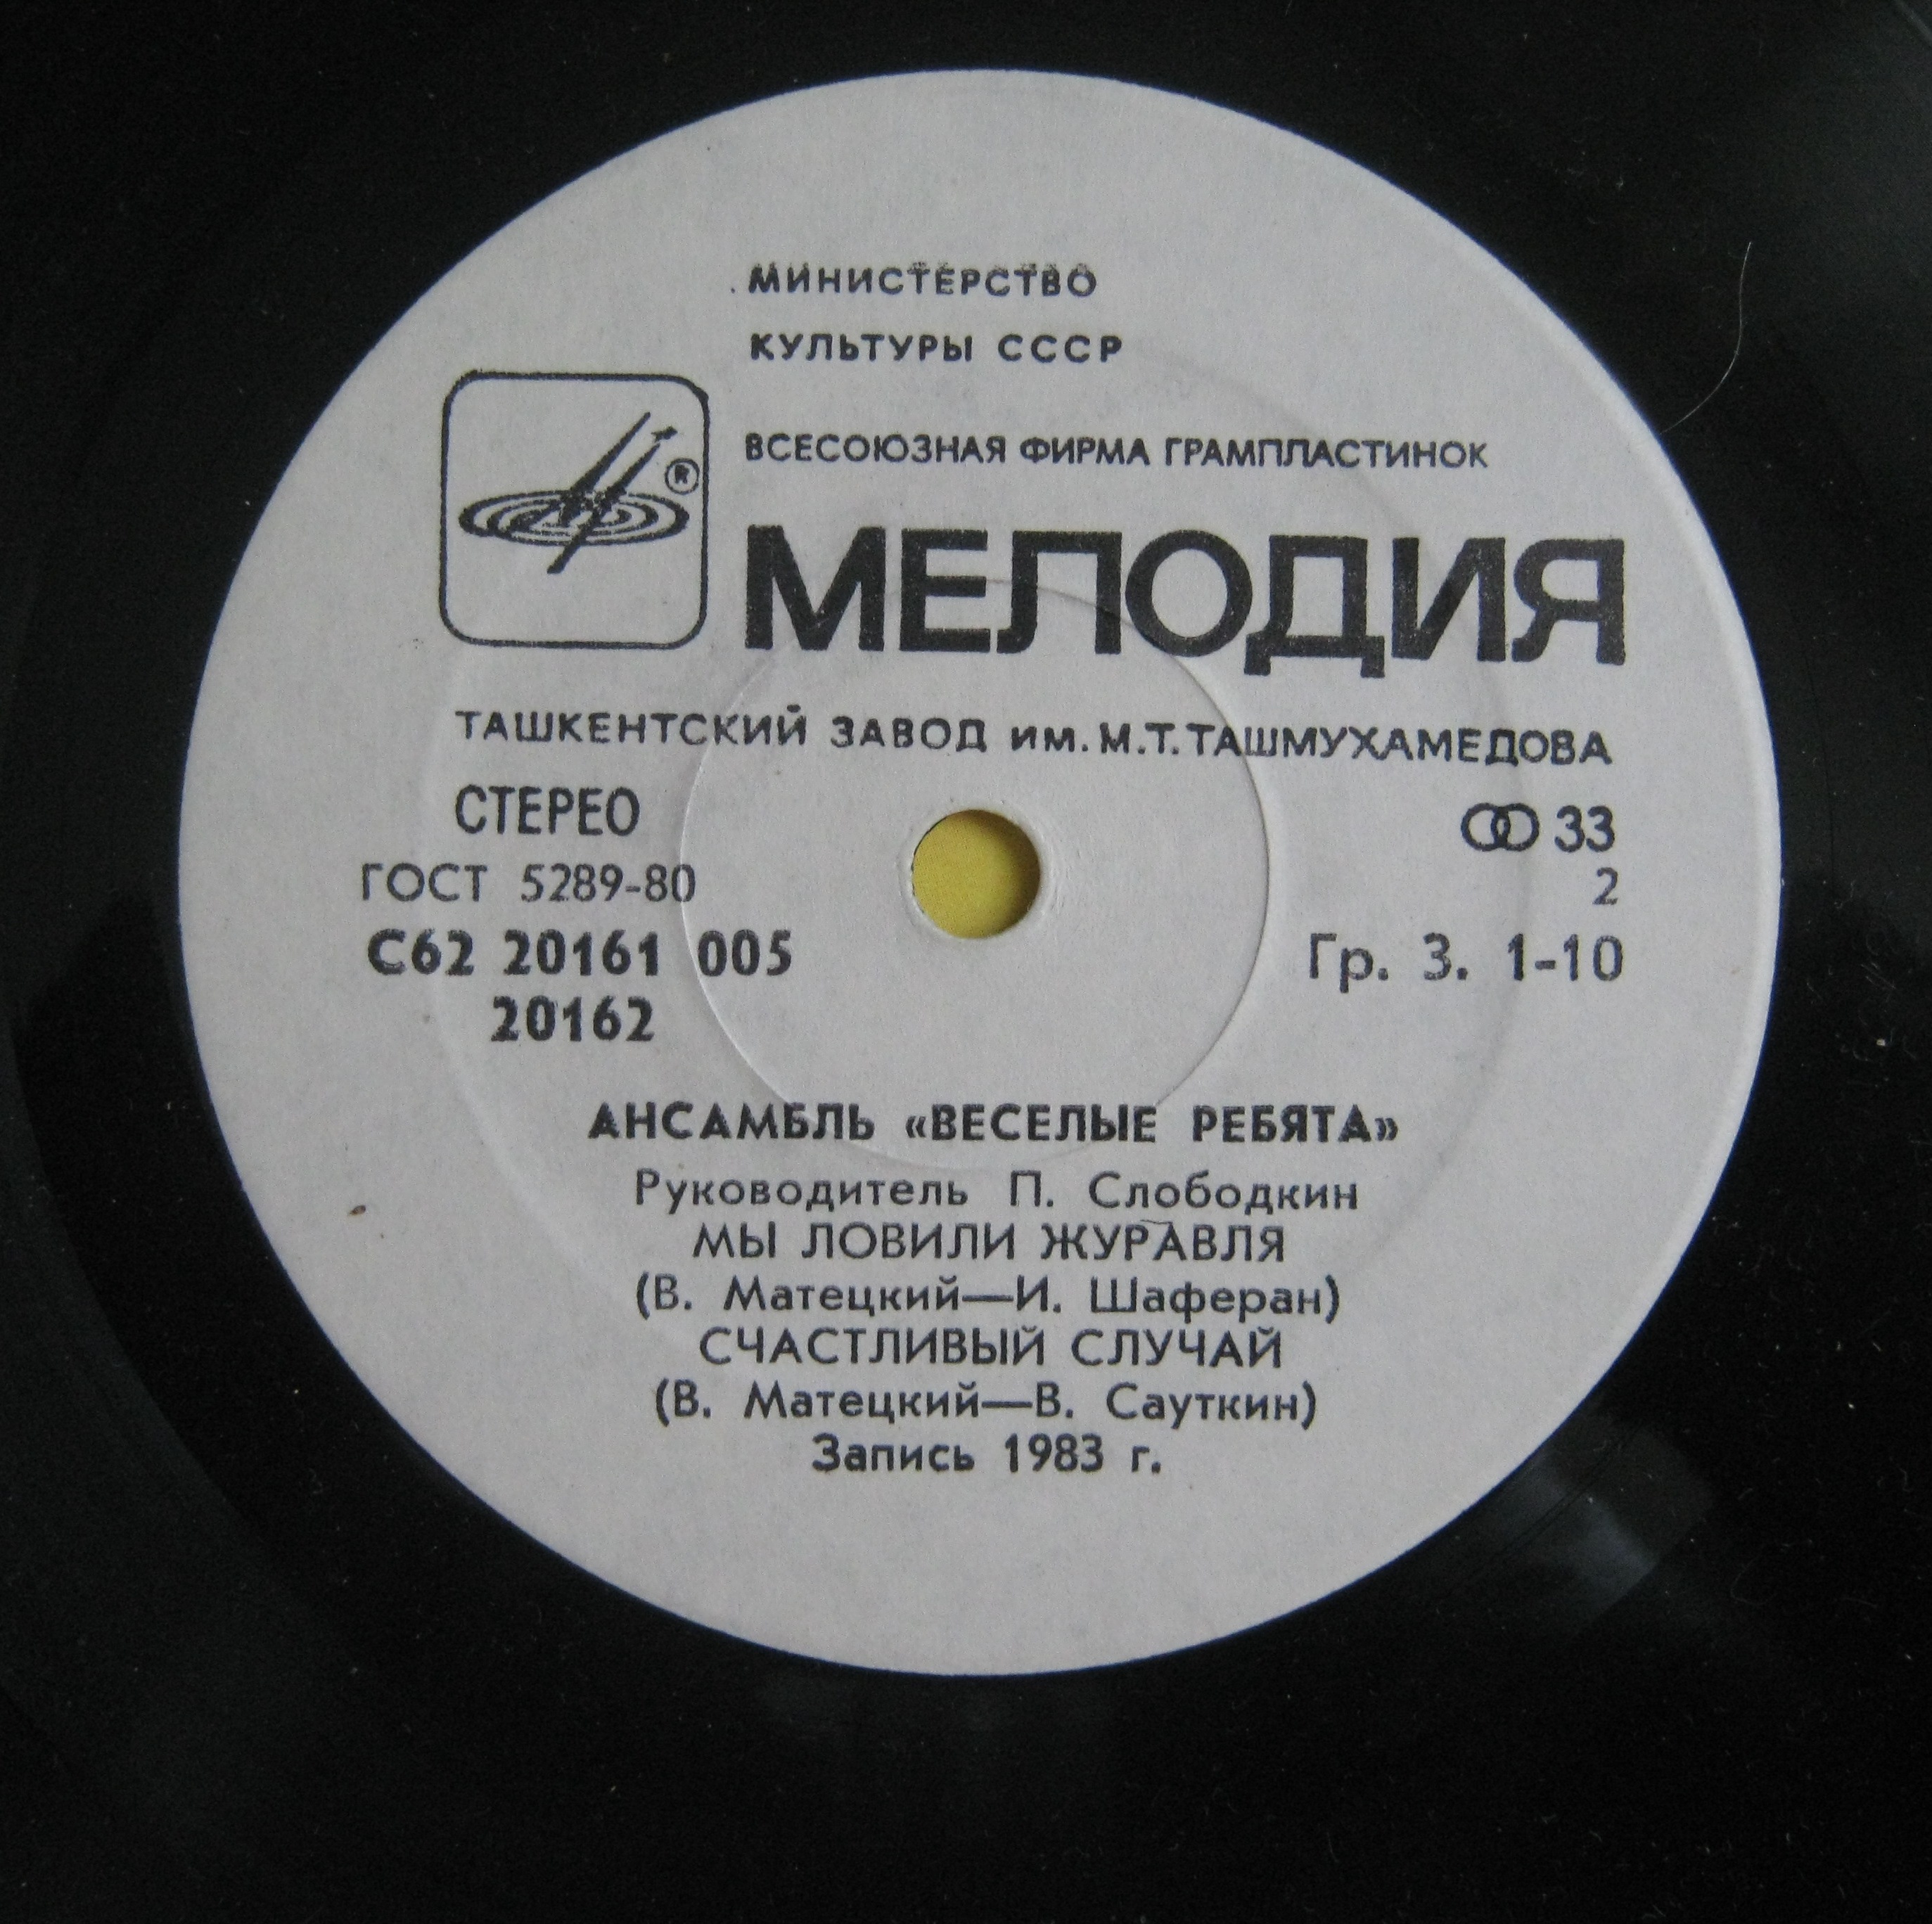 МИНИСТЕРСТВО
КУЛЬТУРЫ СССР
ВСЕСОЮЗНАЯ ФИРМА ГРАМПЛАСТИНОК
®
МЕЛОДИЯ
ТАШКЕНТСКИЙ ЗАВОД им. М.Т. ТАШМУХАМЕДОВА
СТЕРЕО 33
ГОСТ 5289-80 2
С62 20161 005 Гр. 3. 1-10
20162
АНСАМБЛЬ «ВЕСЕЛЫЕ РЕБЯТА»
Руководитель П. Слободкин
МЫ ЛОВИЛИ ЖУРАВЛЯ
(В. Матецкий—И. Шаферан)
СЧАСТЛИВЫЙ СЛУЧАЙ
(В. Матецкий—В. Сауткин)
Запись 1983 г.